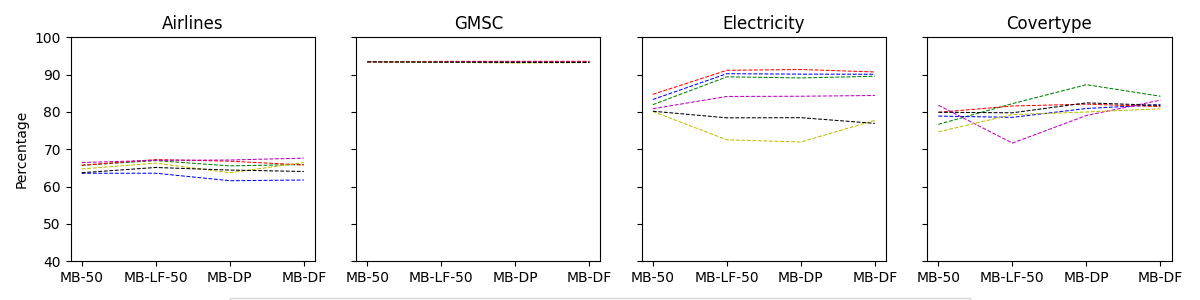 Airlines GMSC Electricity Covertype
100
90
80
70
60
50
40
Percentage
MB-50 MB-LF-50 MB-DP MB-DF MB-50 MB-LF-50 MB-DP MB-DF MB-50 MB-LF-50 MB-DP MB-DF MB-50 MB-LF-50 MB-DP MB-DF